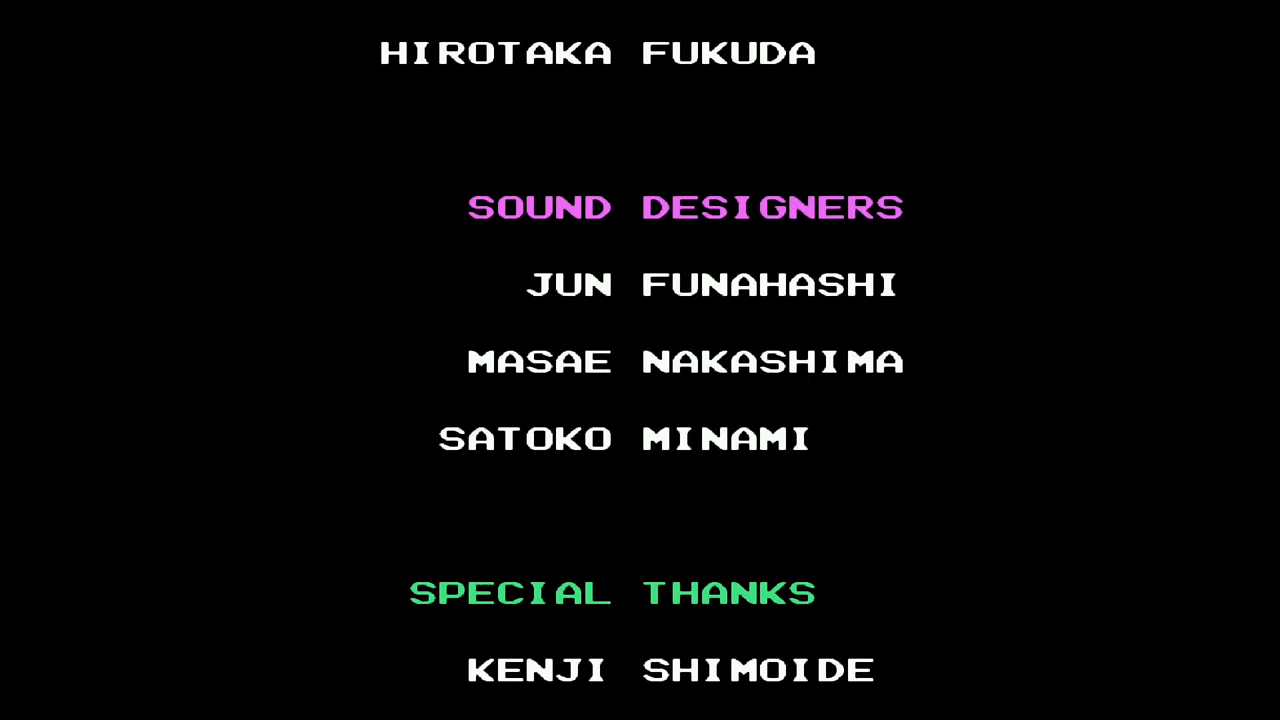 HIROTAKA FUKUDA
SOUND DESIGNERS
JUN FUNAHASHI
MASAE NAKASHIMA
SATOKO MINAMI
SPECIAL THANKS
KENJI SHIMOIDE